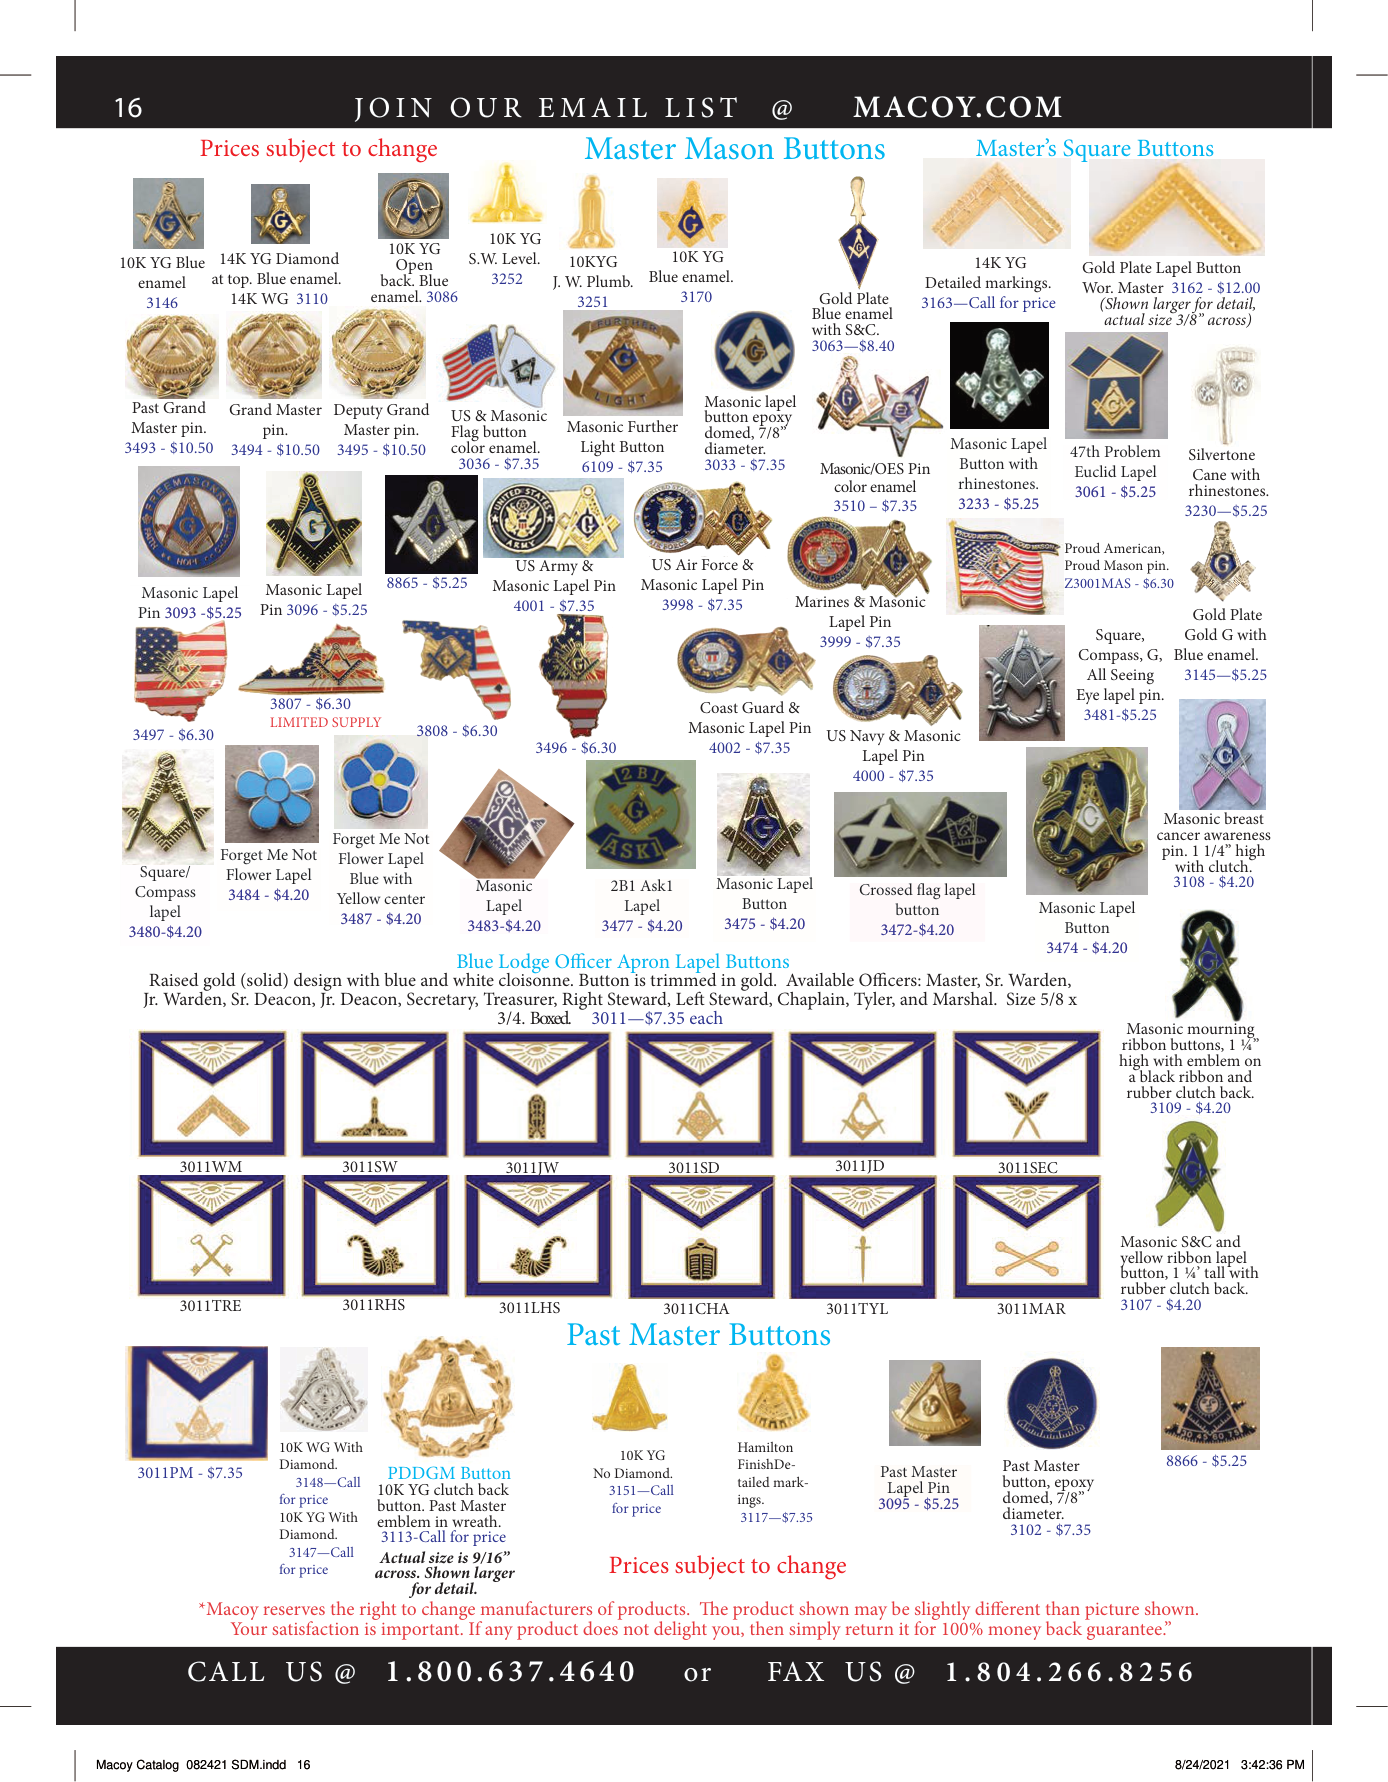 16
JOIN OUR EMAIL LIST @ MACOY.COM
Prices subject to change
Master Mason Buttons
Master's Square Buttons
10K YG Blue
enamel
3146
14K YG Diamond
at top. Blue enamel.
14K WG 3110
10K YG
Open
back. Blue
enamel. 3086
10K YG
S.W. Level.
3252
10KYG
J. W. Plumb.
3251
10K YG
Blue enamel.
3170
Gold Plate
Blue enamel
with S&C.
3063—$8.40
14K YG
Detailed markings.
3163—Call for price
Gold Plate Lapel Button
Wor. Master 3162 - $12.00
(Shown larger for detail,
actual size 3/8” across)
Past Grand
Master pin.
3493 - $10.50
Grand Master
pin.
3494 - $10.50
Deputy Grand
Master pin.
3495 - $10.50
US & Masonic
Flag button
color enamel.
3036 - $7.35
FURTHER
LIGHT
Masonic Further
Light Button
6109 - $7.35
Masonic lapel
button epoxy
domed, 7/8”
diameter.
3033 - $7.35
Masonic/OES Pin
color enamel
3510 – $7.35
Masonic Lapel
Button with
rhinestones.
3233 - $5.25
47th Problem
Euclid Lapel
3061 - $5.25
Silvertone
Cane with
rhinestones.
3230—$5.25
Masonic Lapel
Pin 3093 -$5.25
Masonic Lapel
Pin 3096 - $5.25
8865 - $5.25
US Army &
Masonic Lapel Pin
4001 - $7.35
US Air Force &
Masonic Lapel Pin
3998 - $7.35
Marines & Masonic
Lapel Pin
3999 - $7.35
Proud American,
Proud Mason pin.
Z3001MAS - $6.30
Gold Plate
Gold G with
Blue enamel.
3145—$5.25
3497 - $6.30
3807 - $6.30
LIMITED SUPPLY
3808 - $6.30
3496 - $6.30
Coast Guard &
Masonic Lapel Pin
4002 - $7.35
US Navy & Masonic
Lapel Pin
4000 - $7.35
Square,
Compass, G,
All Seeing
Eye lapel pin.
3481-$5.25
Masonic breast
cancer awareness
pin. 1 1/4” high
with clutch.
3108 - $4.20
Square/
Compass
lapel
3480-$4.20
Forget Me Not
Flower Lapel
3484 - $4.20
Forget Me Not
Flower Lapel
Blue with
Yellow center
3487 - $4.20
Masonic
Lapel
3483-$4.20
2B1
ASK1
2B1 Ask1
Lapel
3477 - $4.20
Masonic Lapel
Button
3475 - $4.20
Crossed flag lapel
button
3472-$4.20
Masonic Lapel
Button
3474 - $4.20
Blue Lodge Officer Apron Lapel Buttons
Raised gold (solid) design with blue and white cloisonne. Button is trimmed in gold. Available Officers: Master, Sr. Warden,
Jr. Warden, Sr. Deacon, Jr. Deacon, Secretary, Treasurer, Right Steward, Left Steward, Chaplain, Tyler, and Marshal. Size 5/8 x
3/4. Boxed. 3011—$7.35 each
Masonic mourning
ribbon buttons, 1 ¼”
high with emblem on
a black ribbon and
rubber clutch back.
3109 - $4.20
3011WM
3011SW
3011JW
3011SD
3011JD
3011SEC
3011TRE
3011RHS
3011LHS
3011CHA
3011TYL
3011MAR
Masonic S&C and
yellow ribbon lapel
button, 1 ¼’ tall with
rubber clutch back.
3107 - $4.20
Past Master Buttons
3011PM - $7.35
10K WG With
Diamond.
3148—Call
for price
10K YG With
Diamond.
3147—Call
for price
PDDGM Button
10K YG clutch back
button. Past Master
emblem in wreath.
3113-Call for price
Actual size is 9/16”
across. Shown larger
for detail.
10K YG
No Diamond.
3151—Call
for price
Hamilton
FinishDe-
tailed mark-
ings.
3117—$7.35
Past Master
Lapel Pin
3095 - $5.25
Past Master
button, epoxy
domed, 7/8”
diameter.
3102 - $7.35
8866 - $5.25
Prices subject to change
*Macoy reserves the right to change manufacturers of products. The product shown may be slightly different than picture shown.
Your satisfaction is important. If any product does not delight you, then simply return it for 100% money back guarantee.”
CALL US @ 1.800.637.4640 or FAX US @ 1.804.266.8256
Macoy Catalog 082421 SDM.indd 16
8/24/2021 3:42:36 PM